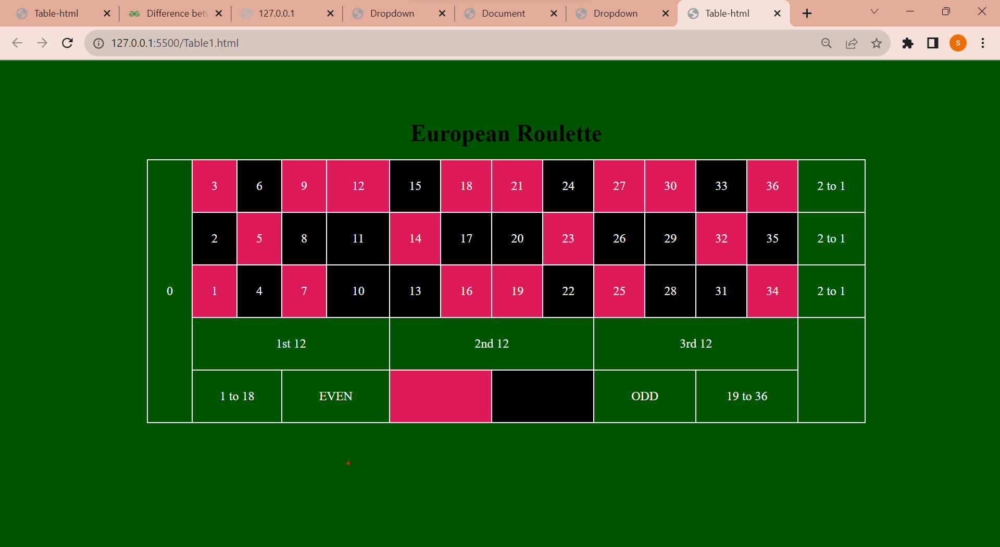 Table-html Difference betw 127.0.0.1 Dropdown Document Dropdown Table-html
127.0.0.1:5500/Table1.html S
European Roulette
3 6 9 12 15 18 21 24 27 30 33 36 2 to 1
2 5 8 11 14 17 20 23 26 29 32 35 2 to 1
0 1 4 7 10 13 16 19 22 25 28 31 34 2 to 1
1st 12 2nd 12 3rd 12
1 to 18 EVEN ODD 19 to 36